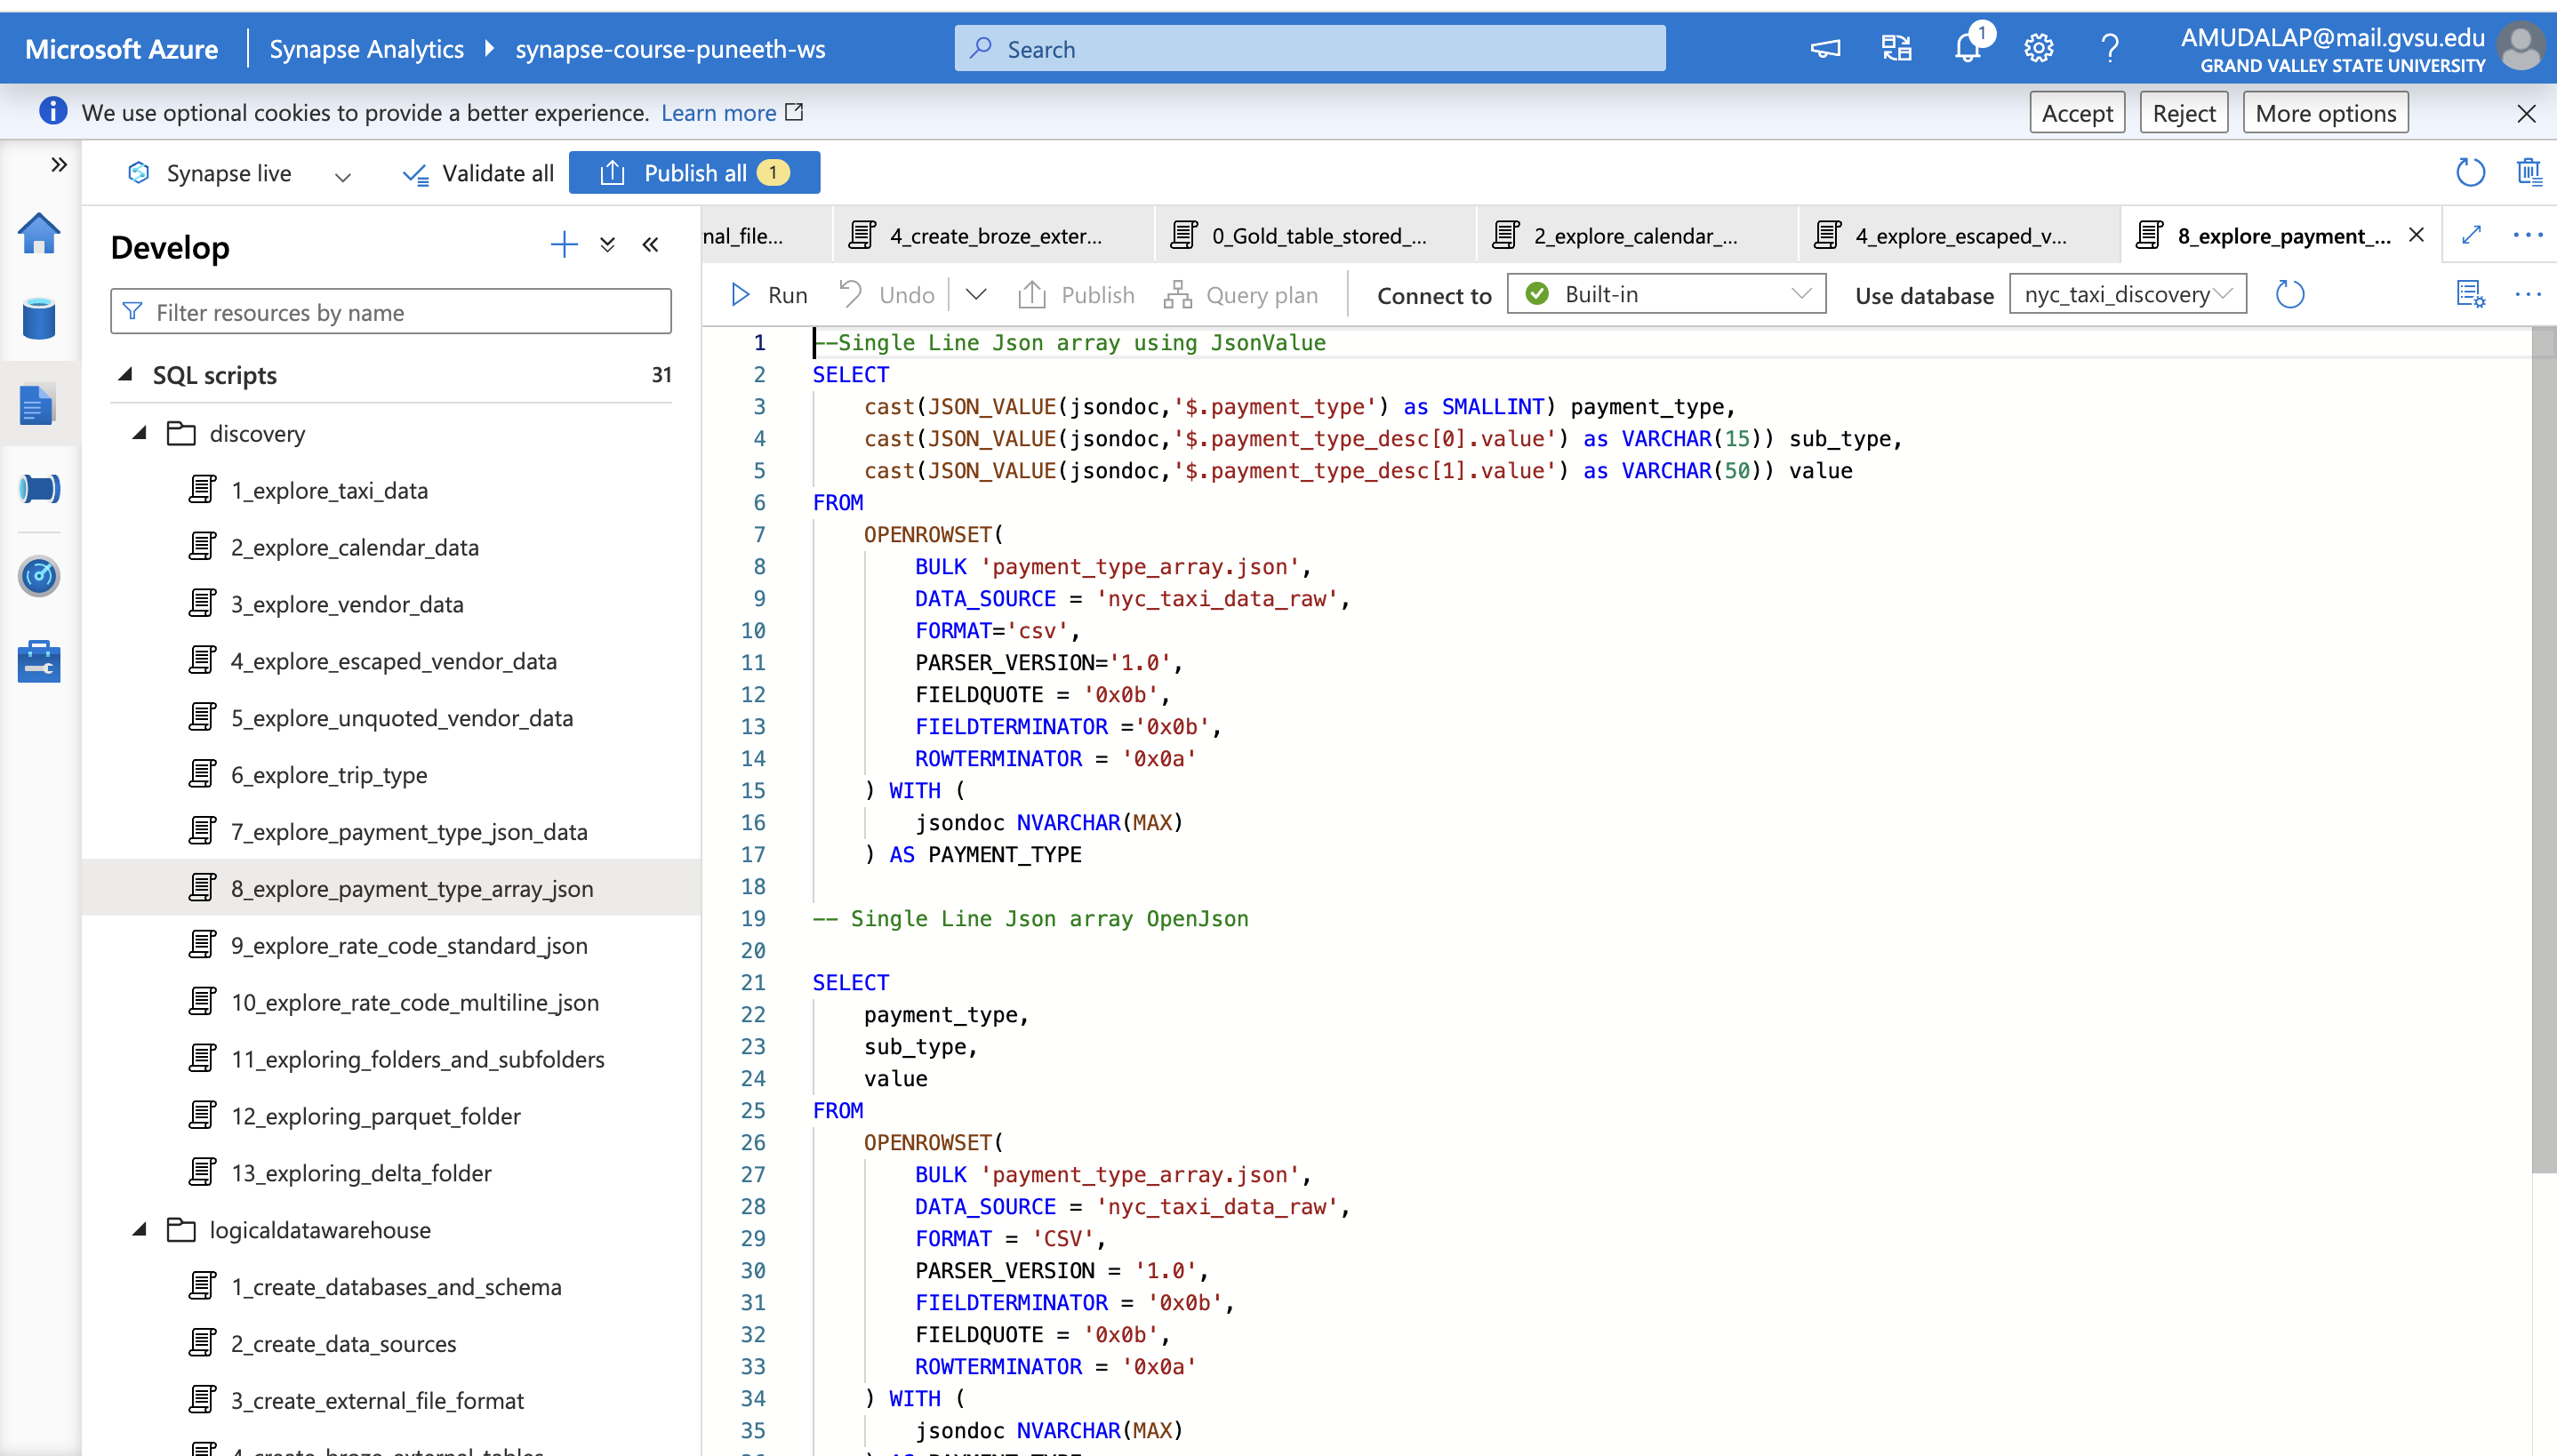 Microsoft Azure
Synapse Analytics
synapse-course-puneeth-ws
Search
1
AMUDALAP@mail.gvsu.edu
GRAND VALLEY STATE UNIVERSITY
We use optional cookies to provide a better experience. Learn more
Accept
Reject
More options
Synapse live
Validate all
Publish all 1
Develop
Filter resources by name
SQL scripts 31
discovery
1_explore_taxi_data
2_explore_calendar_data
3_explore_vendor_data
4_explore_escaped_vendor_data
5_explore_unquoted_vendor_data
6_explore_trip_type
7_explore_payment_type_json_data
8_explore_payment_type_array_json
9_explore_rate_code_standard_json
10_explore_rate_code_multiline_json
11_exploring_folders_and_subfolders
12_exploring_parquet_folder
13_exploring_delta_folder
logicaldatawarehouse
1_create_databases_and_schema
2_create_data_sources
3_create_external_file_format
4_create_broze_external_tables
nal_file...
4_create_broze_exter...
0_Gold_table_stored_...
2_explore_calendar_...
4_explore_escaped_v...
8_explore_payment_...
Run
Undo
Publish
Query plan
Connect to
Built-in
Use database
nyc_taxi_discovery
1 --Single Line Json array using JsonValue
2 SELECT
3 cast(JSON_VALUE(jsondoc,'$.payment_type') as SMALLINT) payment_type,
4 cast(JSON_VALUE(jsondoc,'$.payment_type_desc[0].value') as VARCHAR(15)) sub_type,
5 cast(JSON_VALUE(jsondoc,'$.payment_type_desc[1].value') as VARCHAR(50)) value
6 FROM
7 OPENROWSET(
8 BULK 'payment_type_array.json',
9 DATA_SOURCE = 'nyc_taxi_data_raw',
10 FORMAT='csv',
11 PARSER_VERSION='1.0',
12 FIELDQUOTE = '0x0b',
13 FIELDTERMINATOR ='0x0b',
14 ROWTERMINATOR = '0x0a'
15 ) WITH (
16 jsondoc NVARCHAR(MAX)
17 ) AS PAYMENT_TYPE
18
19 -- Single Line Json array OpenJson
20
21 SELECT
22 payment_type,
23 sub_type,
24 value
25 FROM
26 OPENROWSET(
27 BULK 'payment_type_array.json',
28 DATA_SOURCE = 'nyc_taxi_data_raw',
29 FORMAT = 'CSV',
30 PARSER_VERSION = '1.0',
31 FIELDTERMINATOR = '0x0b',
32 FIELDQUOTE = '0x0b',
33 ROWTERMINATOR = '0x0a'
34 ) WITH (
35 jsondoc NVARCHAR(MAX)
) AS PAYMENT_TYPE